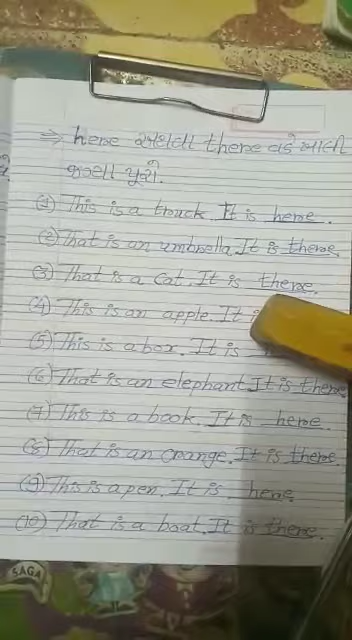 ⇒ here અથવા there વડે ખાલી
જગ્યા પુરો.
(1) This is a truck. It is here.
(2) That is an umbrella. It is there.
(3) That is a cat. It is there.
(4) This is an apple. It
(5) This is a box. It is
(6) That is an elephant. It is there.
(7) This is a book. It is here.
(8) That is an orange. It is there.
(9) This is a pen. It is here.
(10) That is a boat. It is there.
SAGA